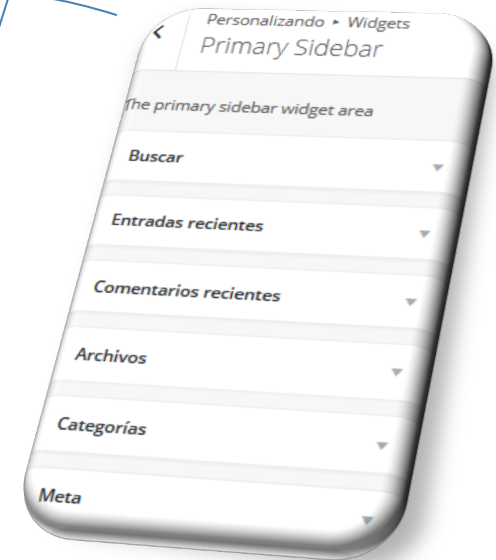 Personalizando ▸ Widgets
Primary Sidebar
The primary sidebar widget area
Buscar
Entradas recientes
Comentarios recientes
Archivos
Categorías
Meta